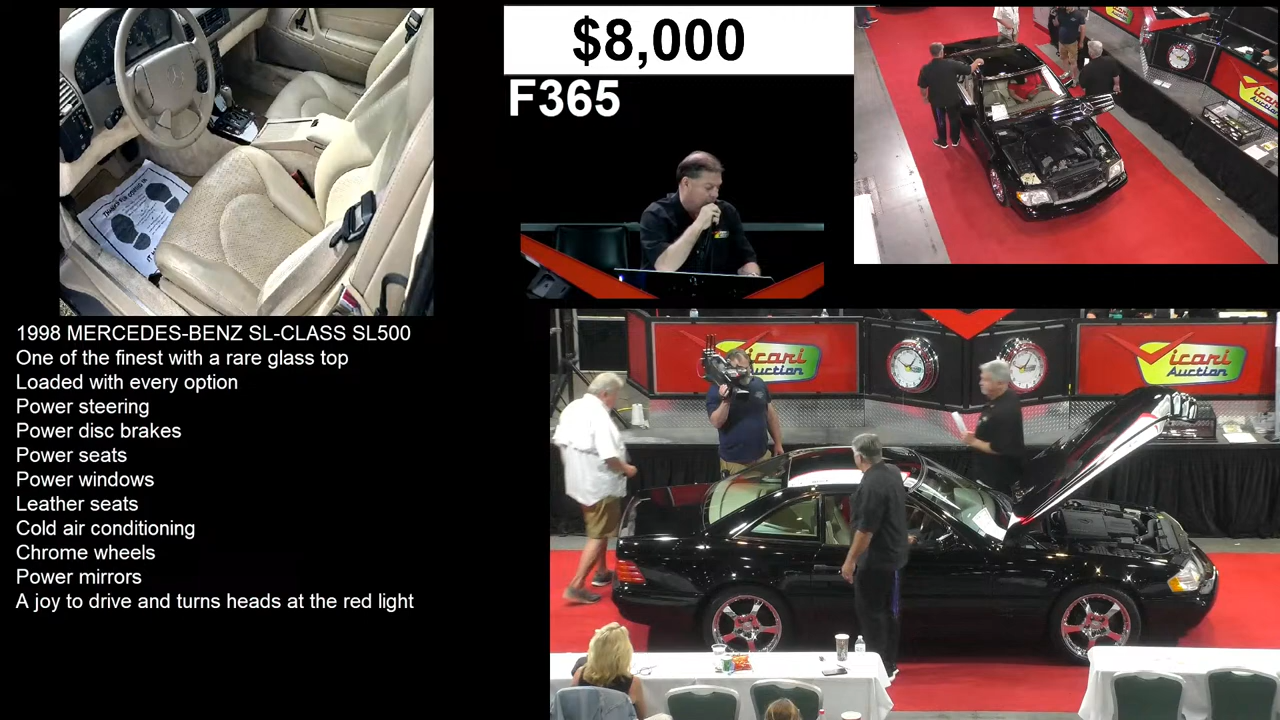 $8,000
F365
1998 MERCEDES-BENZ SL-CLASS SL500
One of the finest with a rare glass top
Loaded with every option
Power steering
Power disc brakes
Power seats
Power windows
Leather seats
Cold air conditioning
Chrome wheels
Power mirrors
A joy to drive and turns heads at the red light
Vicari
Auction
Vicari
Auction
Vicari
Auction